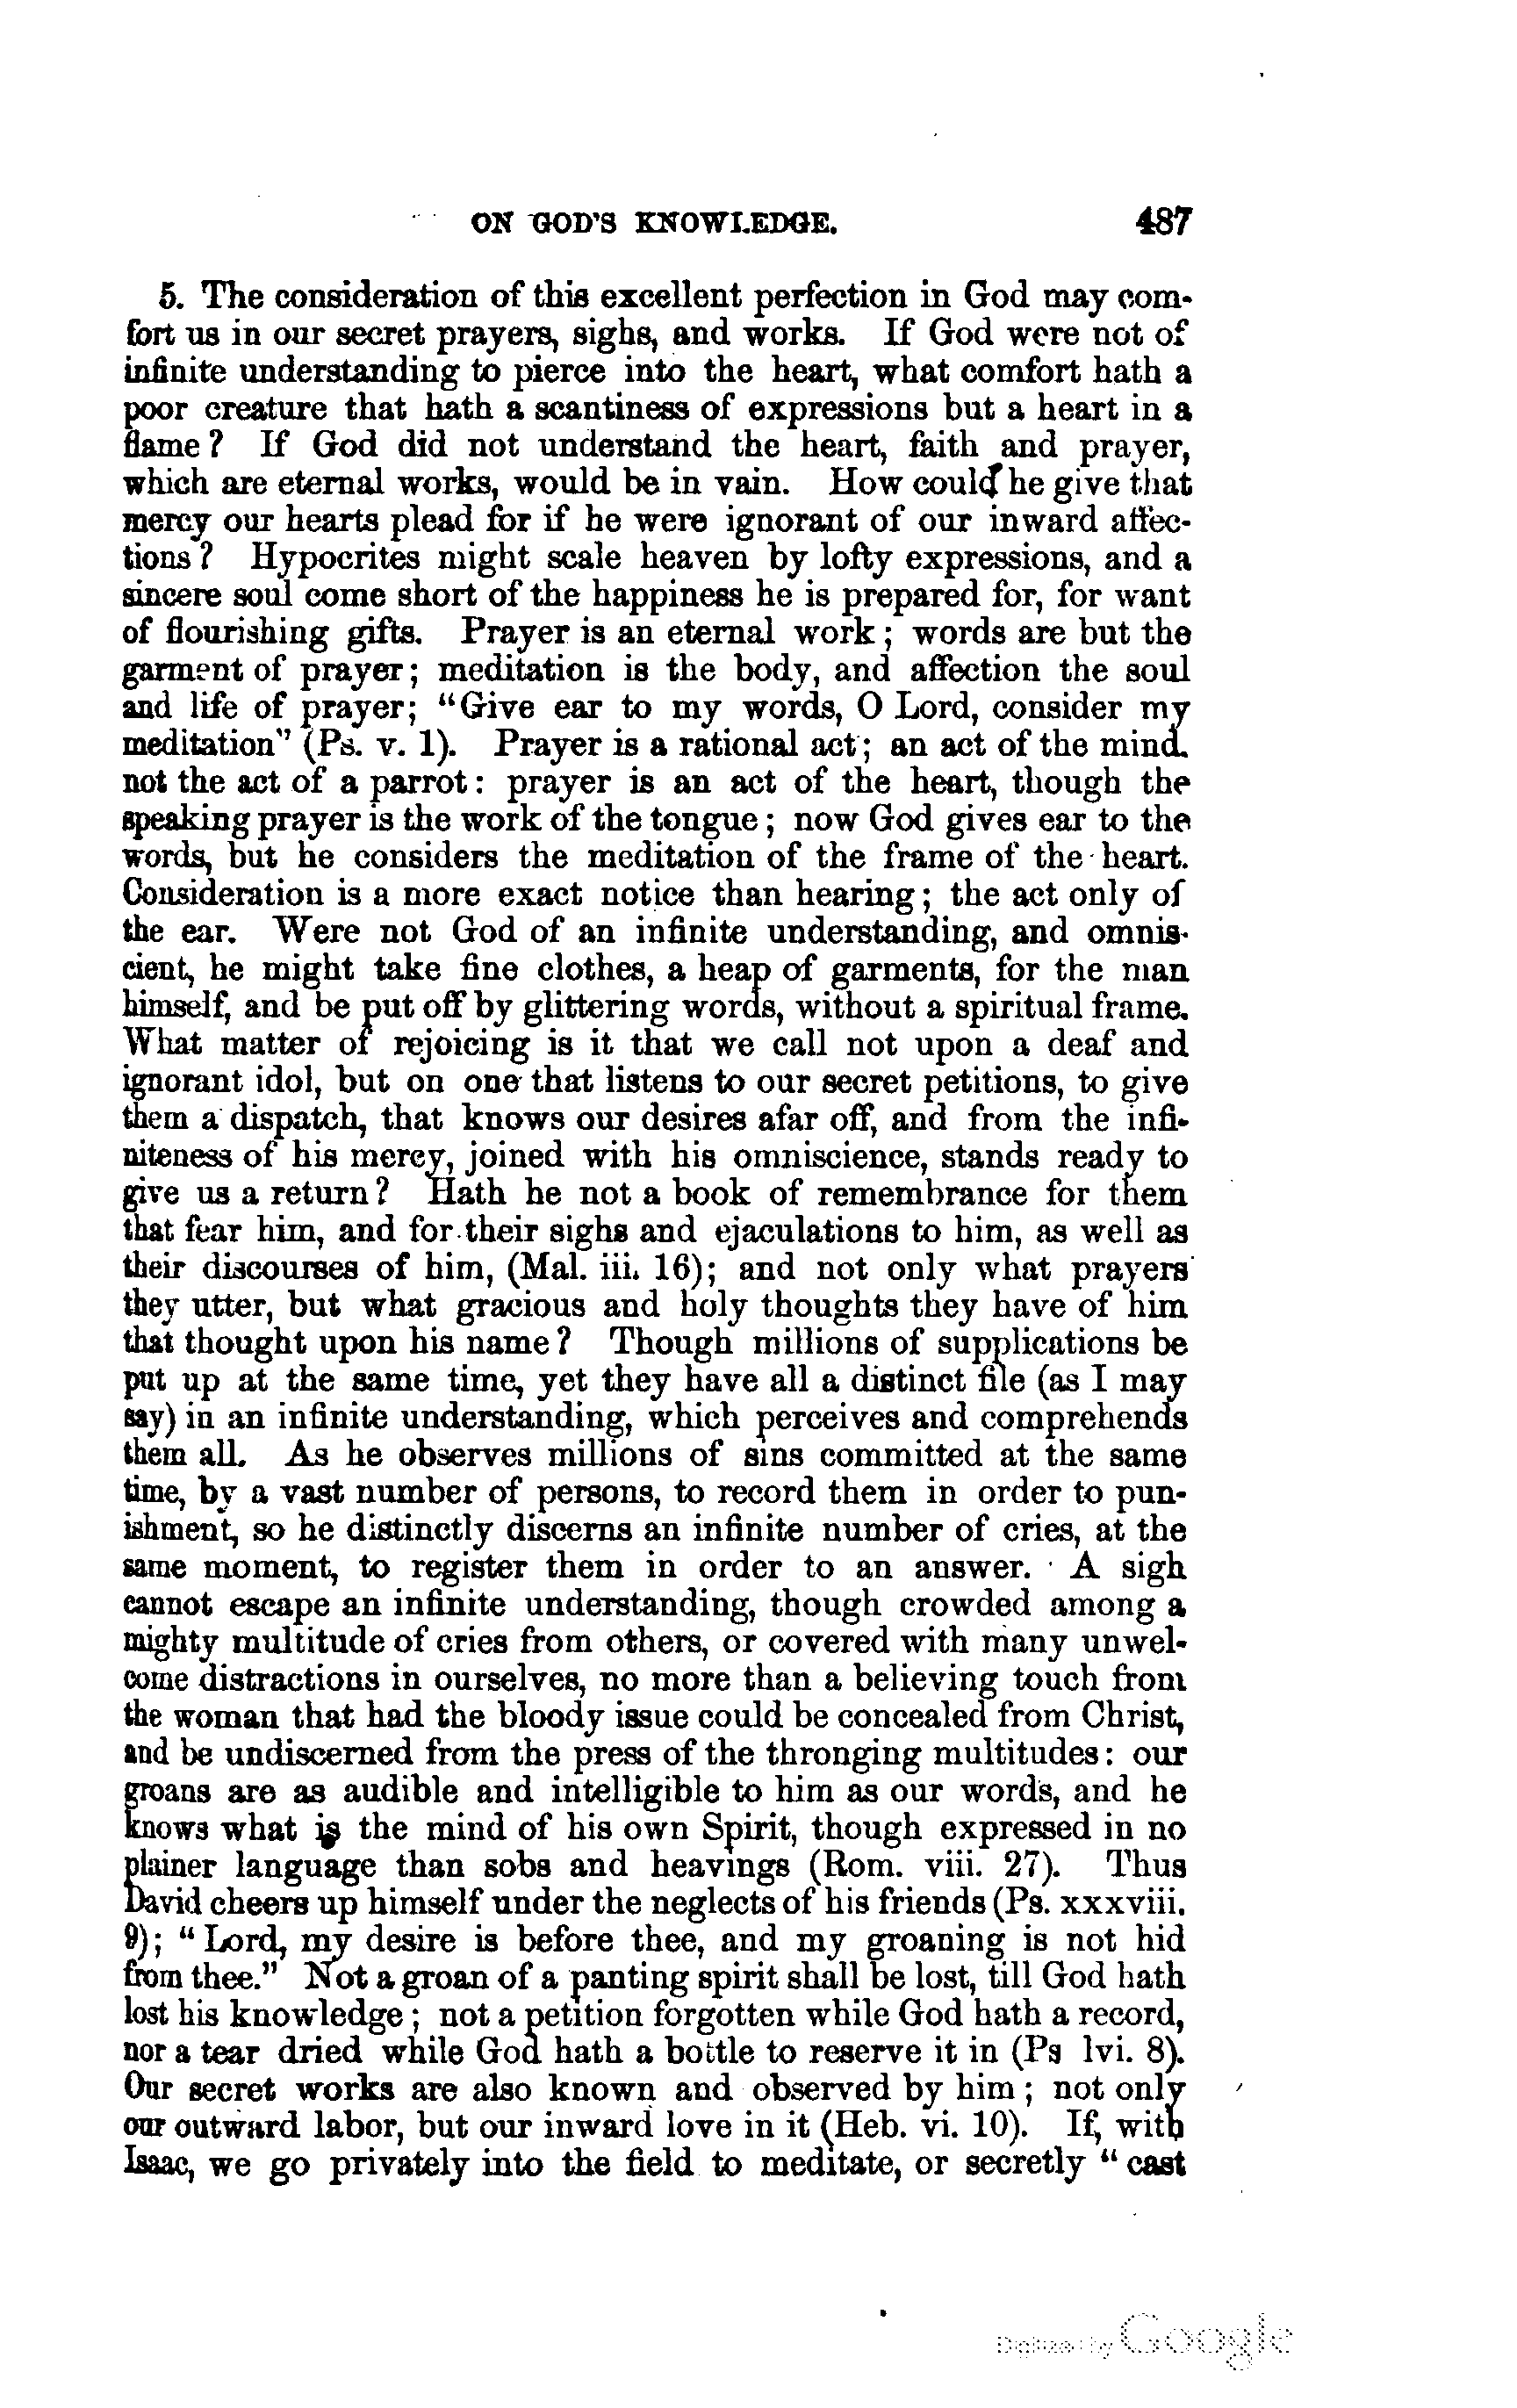 ON GOD'S KNOWLEDGE. 487
5. The consideration of this excellent perfection in God may com-
fort us in our secret prayers, sighs, and works. If God were not of
infinite understanding to pierce into the heart, what comfort hath a
poor creature that hath a scantiness of expressions but a heart in a
flame? If God did not understand the heart, faith and prayer,
which are eternal works, would be in vain. How could he give that
mercy our hearts plead for if he were ignorant of our inward affec-
tions? Hypocrites might scale heaven by lofty expressions, and a
sincere soul come short of the happiness he is prepared for, for want
of flourishing gifts. Prayer is an eternal work; words are but the
garment of prayer; meditation is the body, and affection the soul
and life of prayer; "Give ear to my words, O Lord, consider my
meditation" (Ps. v. 1). Prayer is a rational act; an act of the mind.
not the act of a parrot: prayer is an act of the heart, though the
speaking prayer is the work of the tongue; now God gives ear to the
words, but he considers the meditation of the frame of the heart.
Consideration is a more exact notice than hearing; the act only of
the ear. Were not God of an infinite understanding, and omnis-
cient, he might take fine clothes, a heap of garments, for the man
himself, and be put off by glittering words, without a spiritual frame.
What matter of rejoicing is it that we call not upon a deaf and
ignorant idol, but on one that listens to our secret petitions, to give
them a dispatch, that knows our desires afar off, and from the infi-
niteness of his mercy, joined with his omniscience, stands ready to
give us a return? Hath he not a book of remembrance for them
that fear him, and for their sighs and ejaculations to him, as well as
their discourses of him, (Mal. iii. 16); and not only what prayers
they utter, but what gracious and holy thoughts they have of him
that thought upon his name? Though millions of supplications be
put up at the same time, yet they have all a distinct file (as I may
say) in an infinite understanding, which perceives and comprehends
them all. As he observes millions of sins committed at the same
time, by a vast number of persons, to record them in order to pun-
ishment, so he distinctly discerns an infinite number of cries, at the
same moment, to register them in order to an answer. A sigh
cannot escape an infinite understanding, though crowded among a
mighty multitude of cries from others, or covered with many unwel-
come distractions in ourselves, no more than a believing touch from
the woman that had the bloody issue could be concealed from Christ,
and be undiscerned from the press of the thronging multitudes: our
groans are as audible and intelligible to him as our words, and he
knows what is the mind of his own Spirit, though expressed in no
plainer language than sobs and heavings (Rom. viii. 27). Thus
David cheers up himself under the neglects of his friends (Ps. xxxviii.
9); "Lord, my desire is before thee, and my groaning is not hid
from thee." Not a groan of a panting spirit shall be lost, till God hath
lost his knowledge; not a petition forgotten while God hath a record,
nor a tear dried while God hath a bottle to reserve it in (Ps lvi. 8).
Our secret works are also known and observed by him; not only
our outward labor, but our inward love in it (Heb. vi. 10). If, with
Isaac, we go privately into the field to meditate, or secretly "cast
Digitized by Google